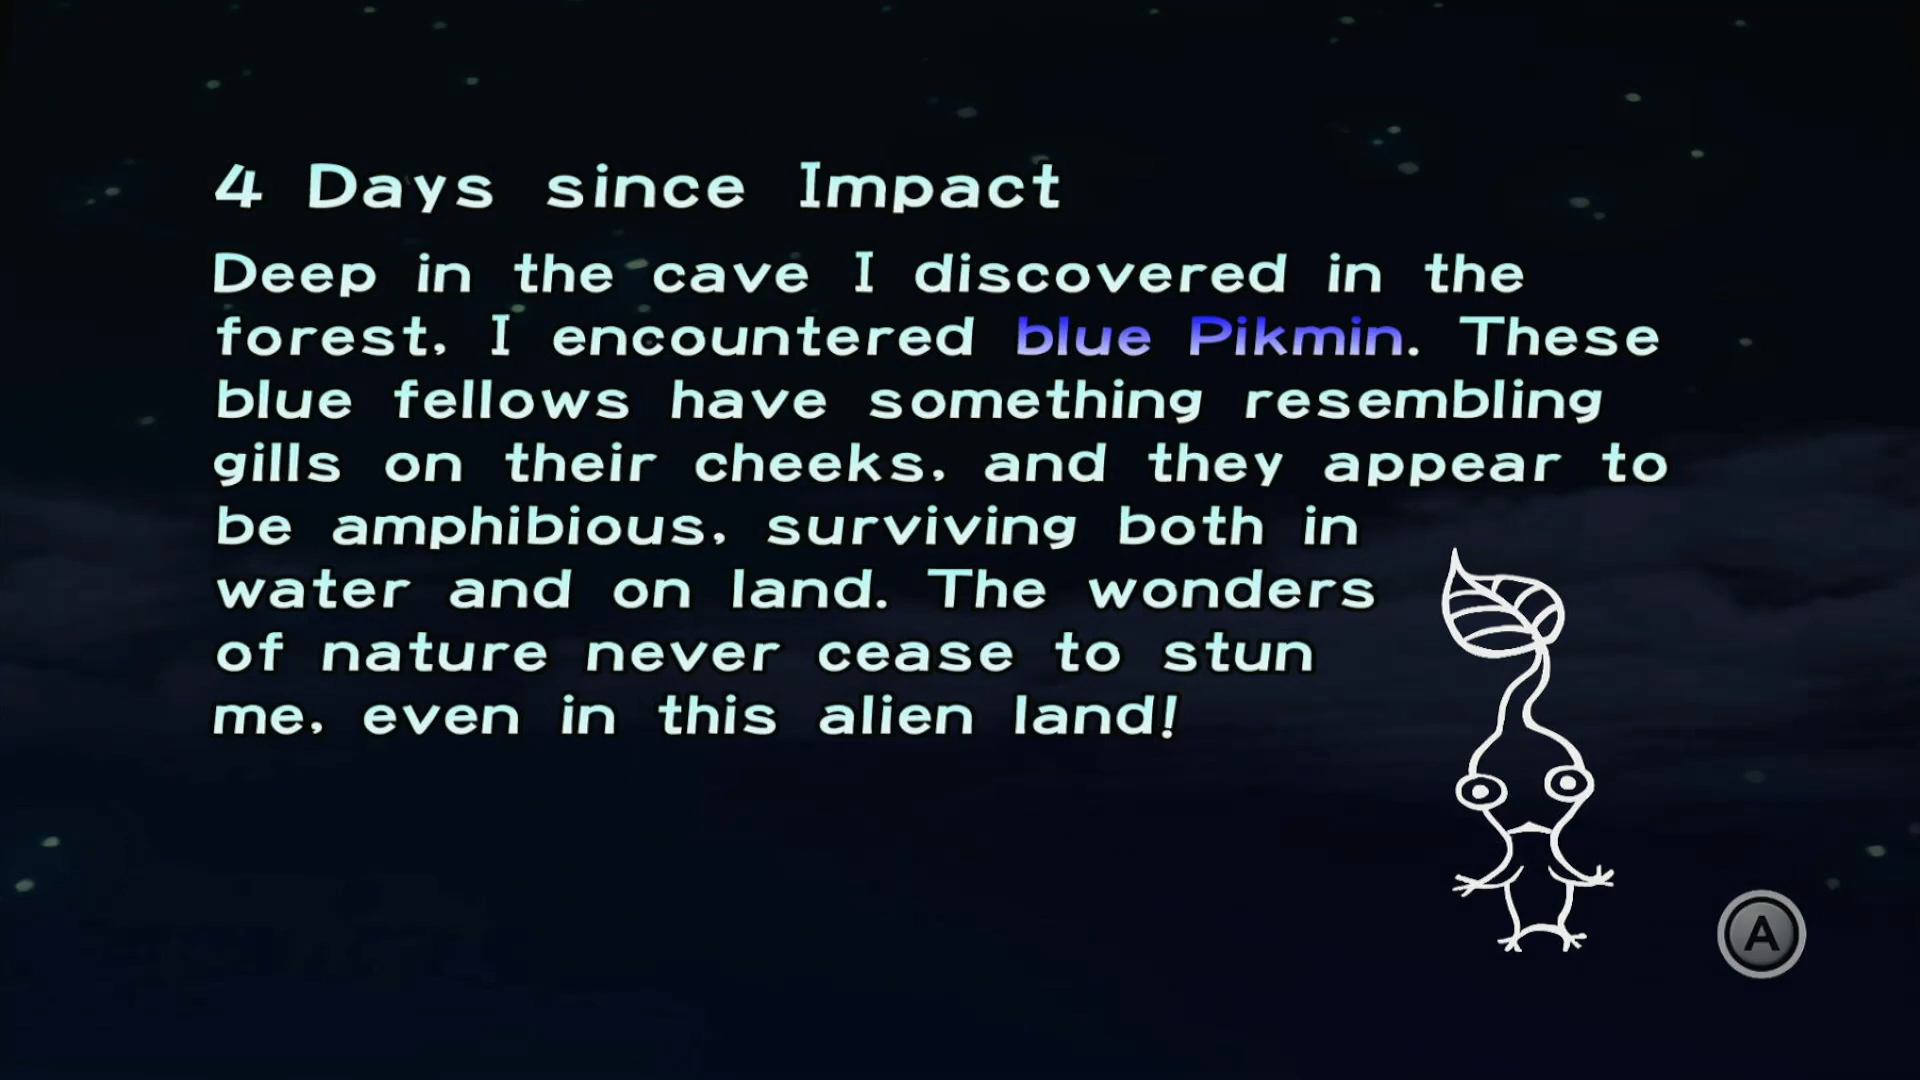 4 Days since Impact
Deep in the cave I discovered in the
forest, I encountered blue Pikmin. These
blue fellows have something resembling
gills on their cheeks, and they appear to
be amphibious, surviving both in
water and on land. The wonders
of nature never cease to stun
me, even in this alien land!
A